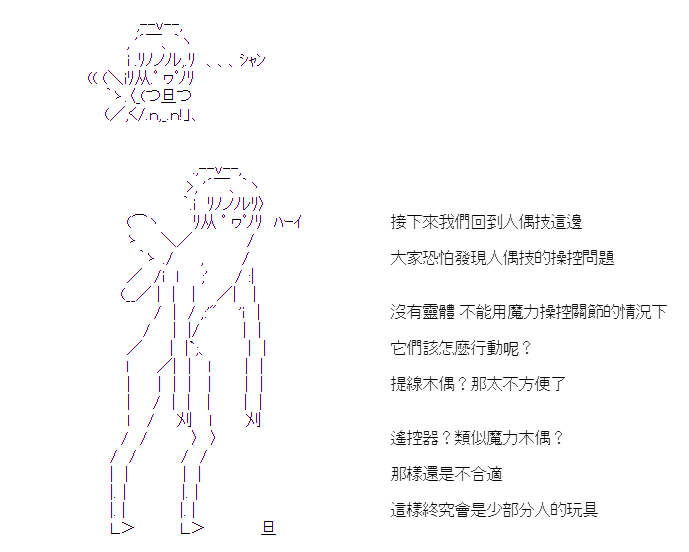 シャン
ハーイ
接下來我們回到人偶技這邊
大家恐怕發現人偶技的操控問題
沒有靈體 不能用魔力操控關節的情況下
它們該怎麼行動呢？
提線木偶？那太不方便了
遙控器？類似魔力木偶？
那樣還是不合適
這樣終究會是少部分人的玩具